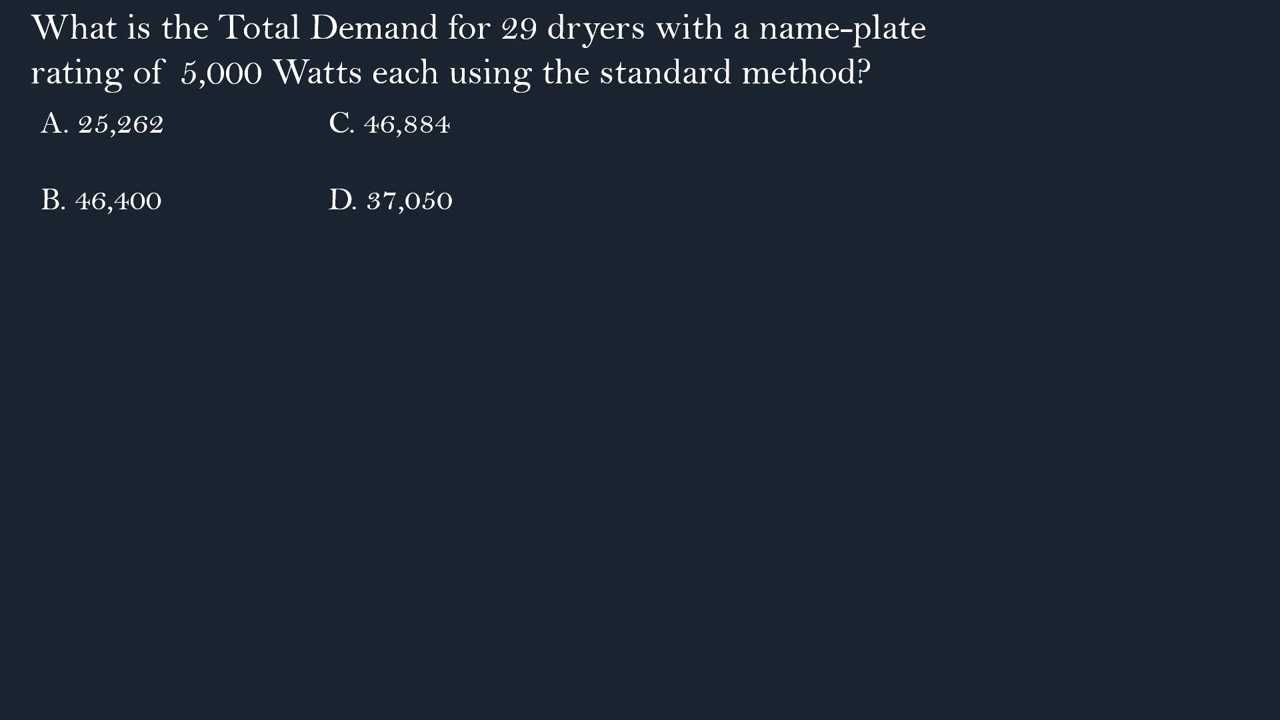 What is the Total Demand for 29 dryers with a name-plate
rating of 5,000 Watts each using the standard method?
A. 25,262 C. 46,884
B. 46,400 D. 37,050